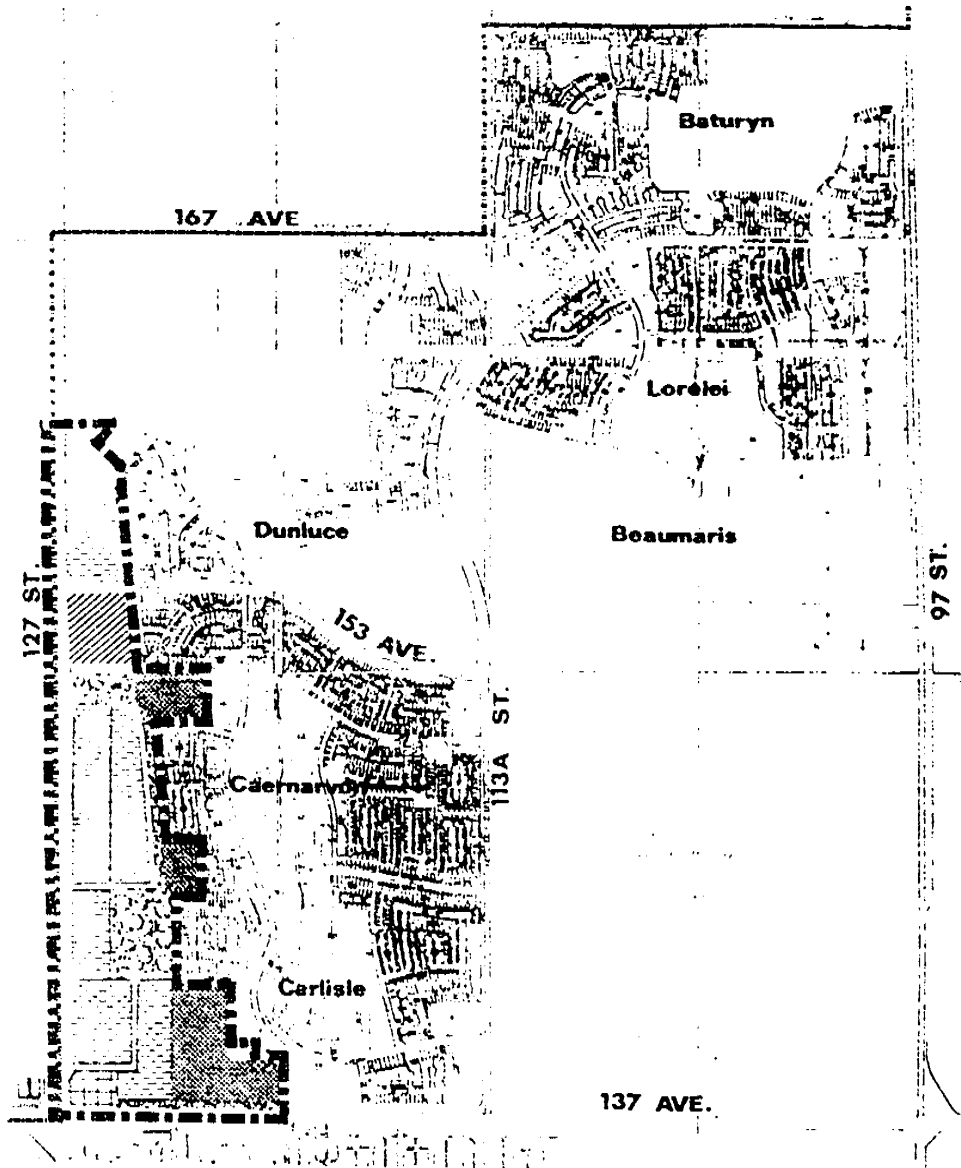 Baturyn
167 AVE
Lorelei
Dunluce
Beaumaris
127 ST.
97 ST.
153 AVE.
113A ST.
Caernarvon
Carlisle
137 AVE.